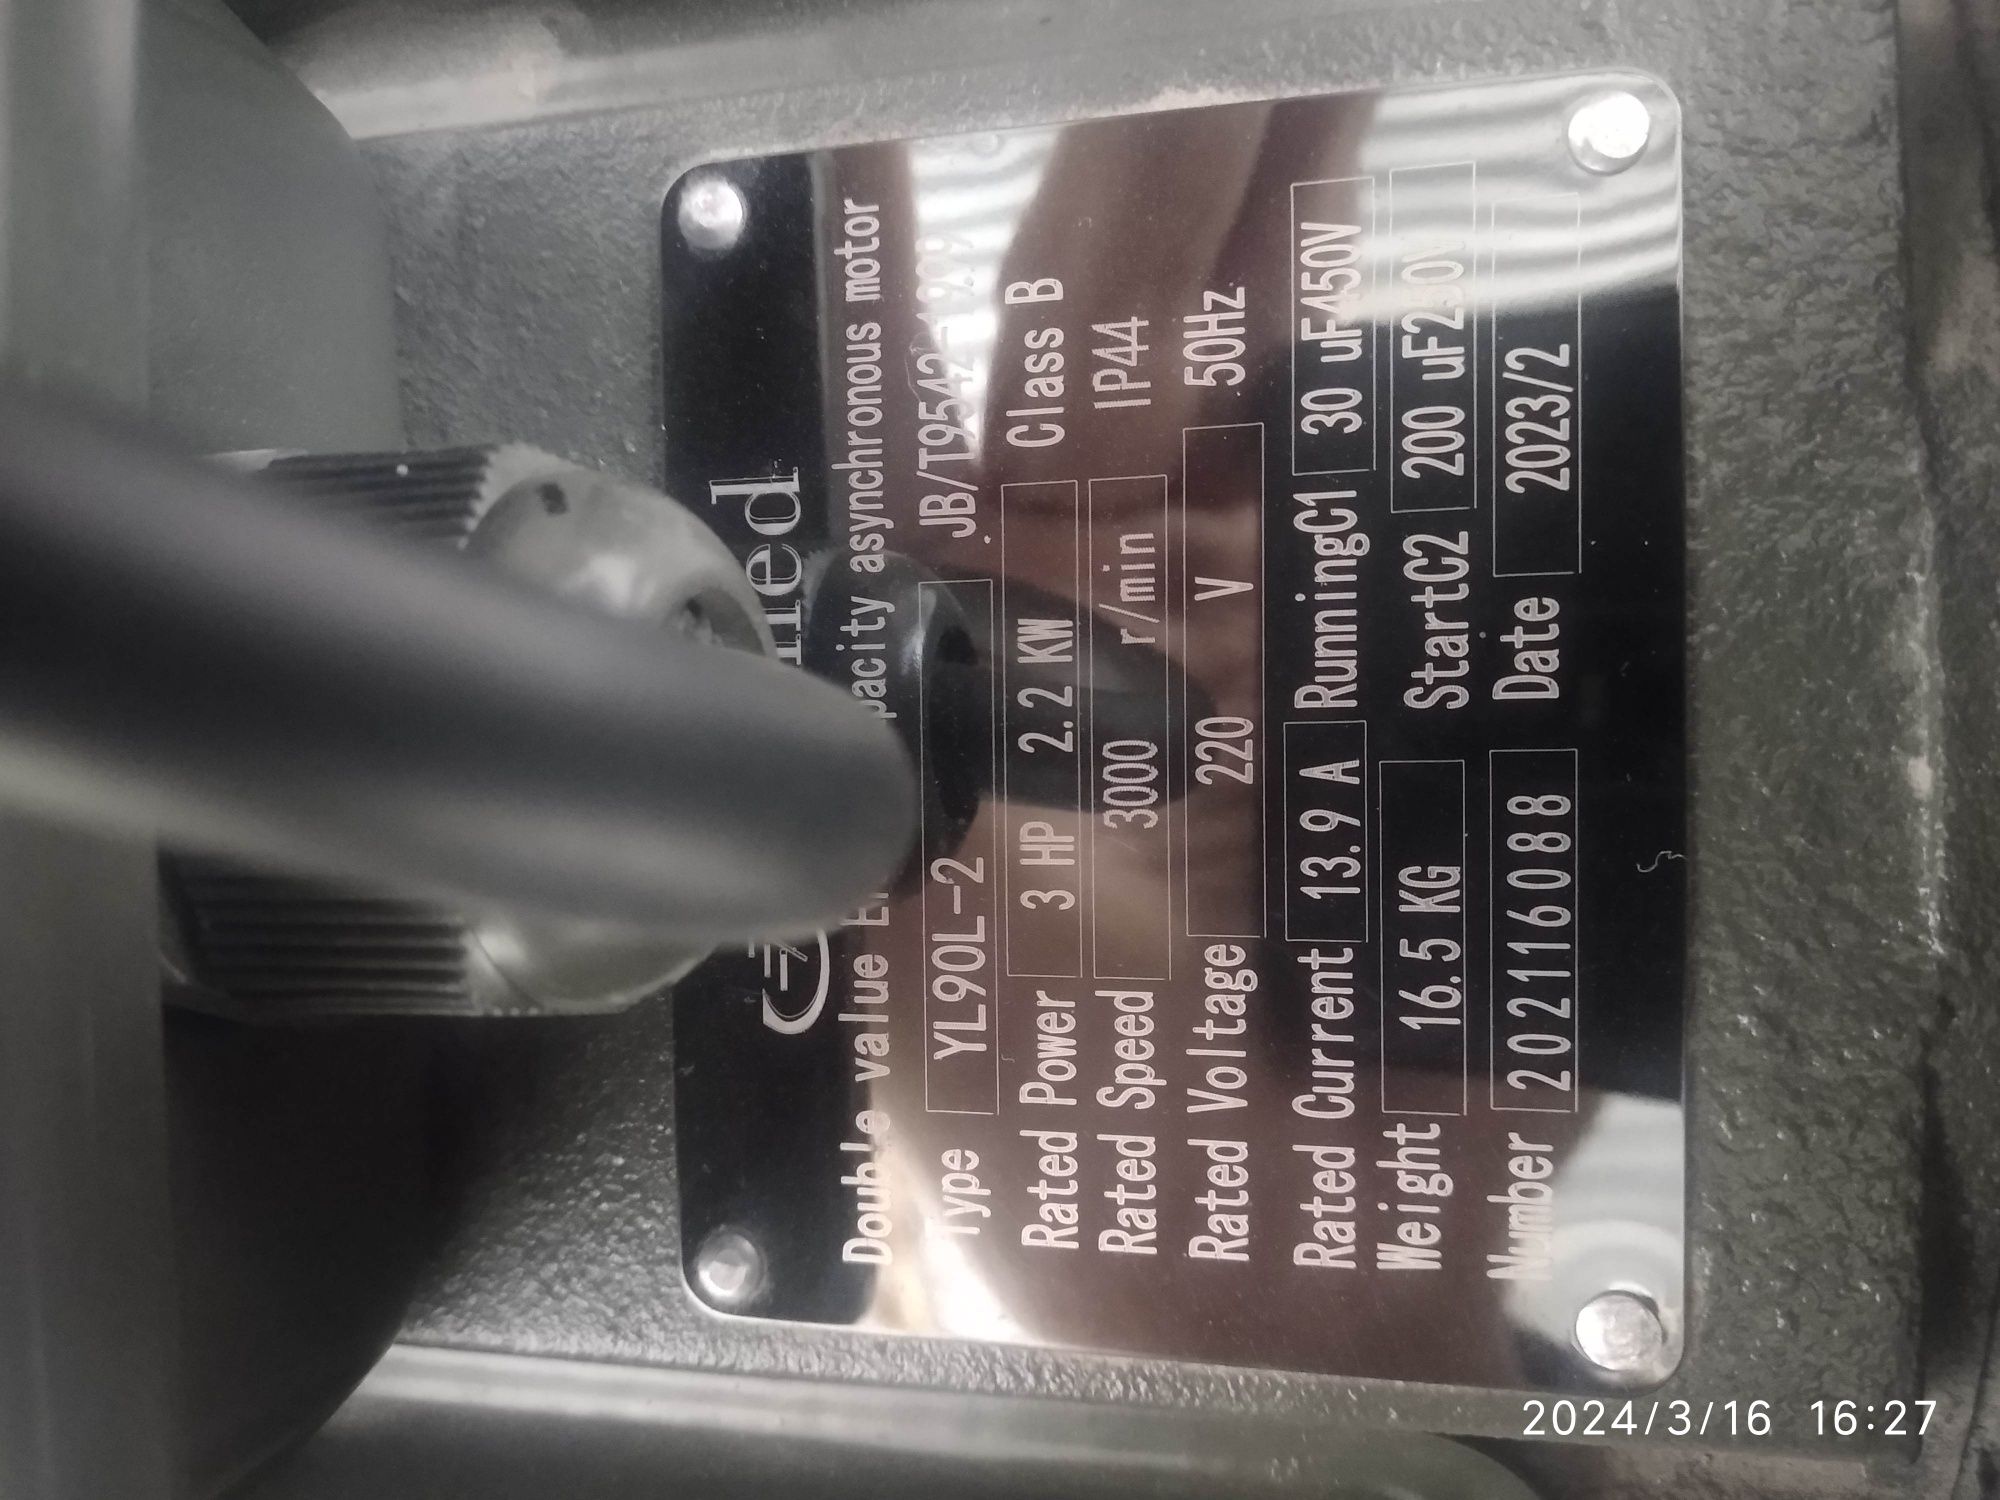 Double value pacity asynchronous motor
Type YL90L-2 JB/T9542-1999
Rated Power 3 HP 2.2 KW Class B
Rated Speed 3000 r/min IP44
Rated Voltage 220 V 50Hz
Rated Current 13.9 A RunningC1 30 uF450V
Weight 16.5 KG StartC2 200 uF250V
Number 2021116088 Date 2023/2
2024/3/16 16:27